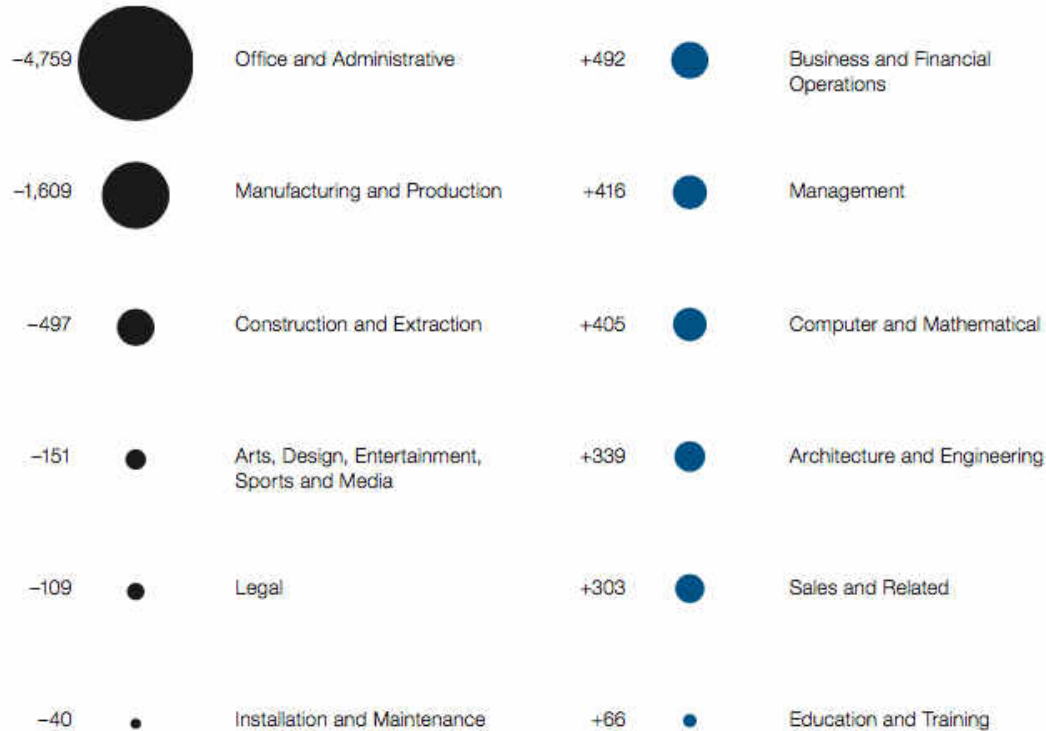 –4,759 Office and Administrative
+492 Business and Financial
Operations
–1,609 Manufacturing and Production
+416 Management
–497 Construction and Extraction
+405 Computer and Mathematical
–151 Arts, Design, Entertainment,
Sports and Media
+339 Architecture and Engineering
–109 Legal
+303 Sales and Related
–40 Installation and Maintenance
+66 Education and Training